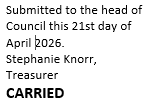 Submitted to the head of
Council this 21st day of
April 2026.
Stephanie Knorr,
Treasurer
CARRIED